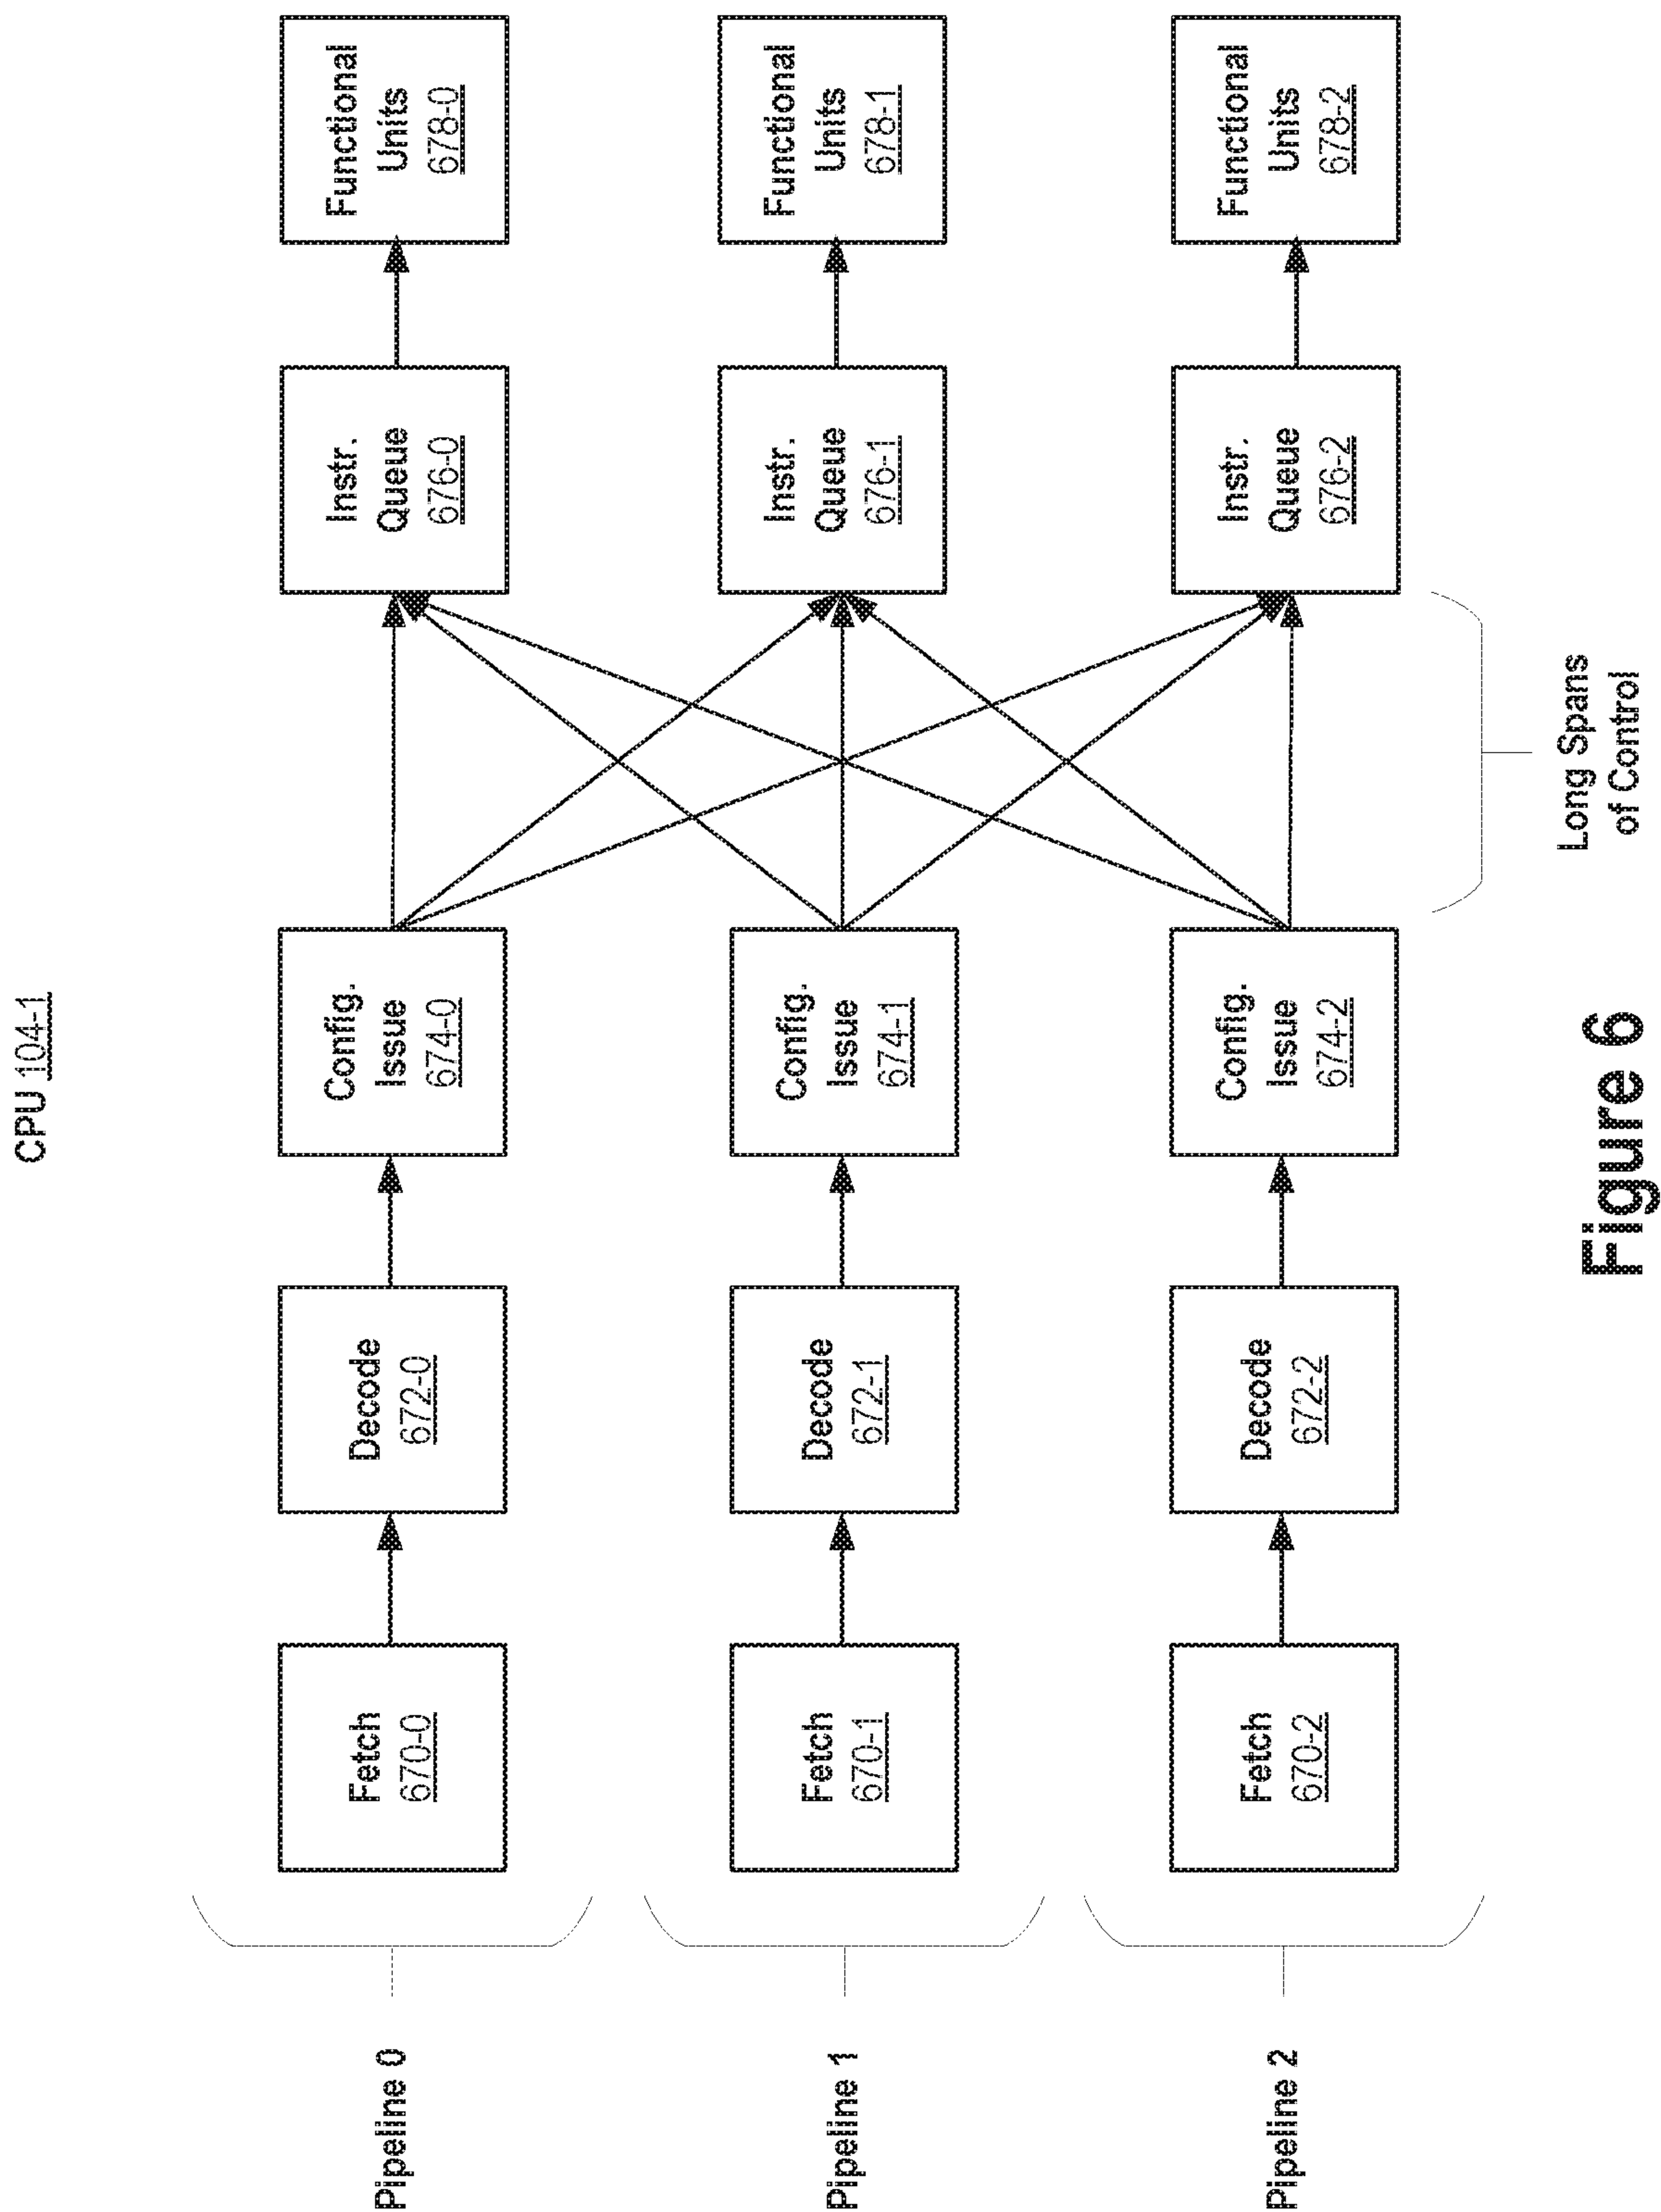 CPU 104-1
Pipeline 0
Fetch
670-0
Decode
672-0
Config.
Issue
674-0
Instr.
Queue
676-0
Functional
Units
678-0
Pipeline 1
Fetch
670-1
Decode
672-1
Config.
Issue
674-1
Instr.
Queue
676-1
Functional
Units
678-1
Pipeline 2
Fetch
670-2
Decode
672-2
Config.
Issue
674-2
Instr.
Queue
676-2
Functional
Units
678-2
Long Spans
of Control
Figure 6